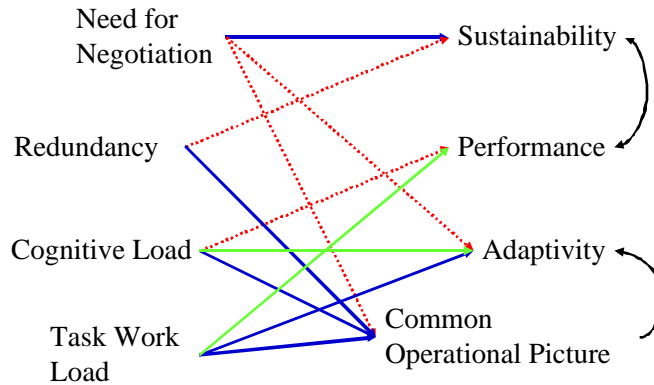 Need for
Negotiation
Sustainability
Redundancy
Performance
Cognitive Load
Adaptivity
Task Work
Load
Common
Operational Picture